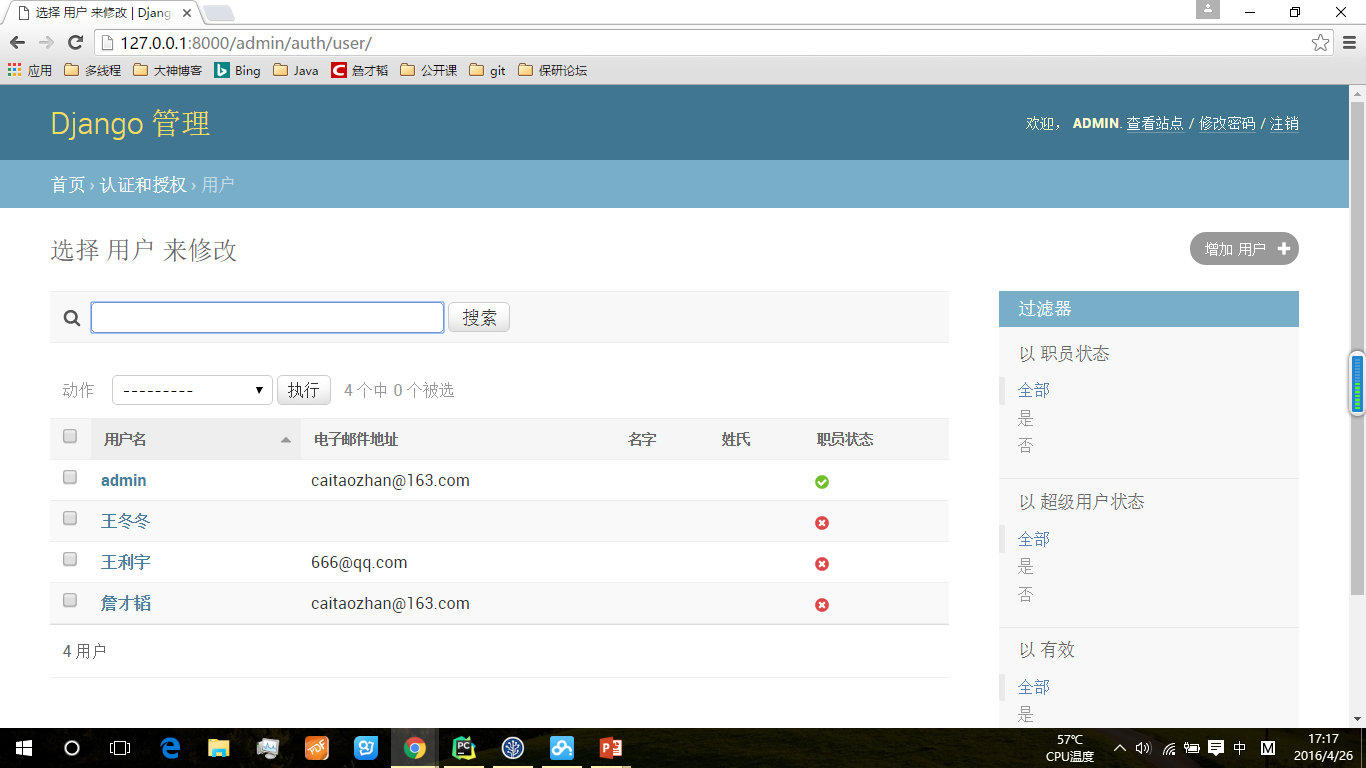 选择 用户 来修改 | Djang
127.0.0.1:8000/admin/auth/user/
应用 多线程 大神博客 Bing Java 詹才韬 公开课 git 保研论坛
Django 管理
欢迎， ADMIN. 查看站点 / 修改密码 / 注销
首页 › 认证和授权 › 用户
选择 用户 来修改
增加 用户 +
搜索
动作 --------- 执行 4 个中 0 个被选
用户名 电子邮件地址 名字 姓氏 职员状态
admin caitaozhan@163.com
王冬冬
王利宇 666@qq.com
詹才韬 caitaozhan@163.com
4 用户
过滤器
以 职员状态
全部
是
否
以 超级用户状态
全部
是
否
以 有效
全部
是
57℃
CPU温度
中
M
17:17
2016/4/26